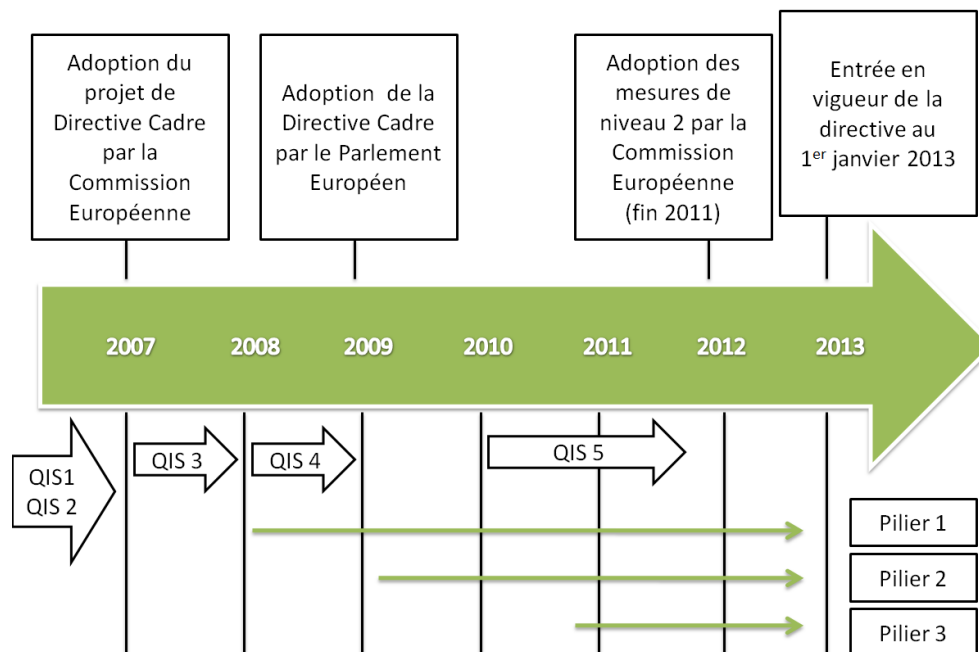 Adoption du
projet de
Directive Cadre
par la
Commission
Européenne
Adoption de la
Directive Cadre
par le Parlement
Européen
Adoption des
mesures de
niveau 2 par la
Commission
Européenne
(fin 2011)
Entrée en
vigueur de la
directive au
1er janvier 2013
2007 2008 2009 2010 2011 2012 2013
QIS1
QIS 2
QIS 3
QIS 4
QIS 5
Pilier 1
Pilier 2
Pilier 3